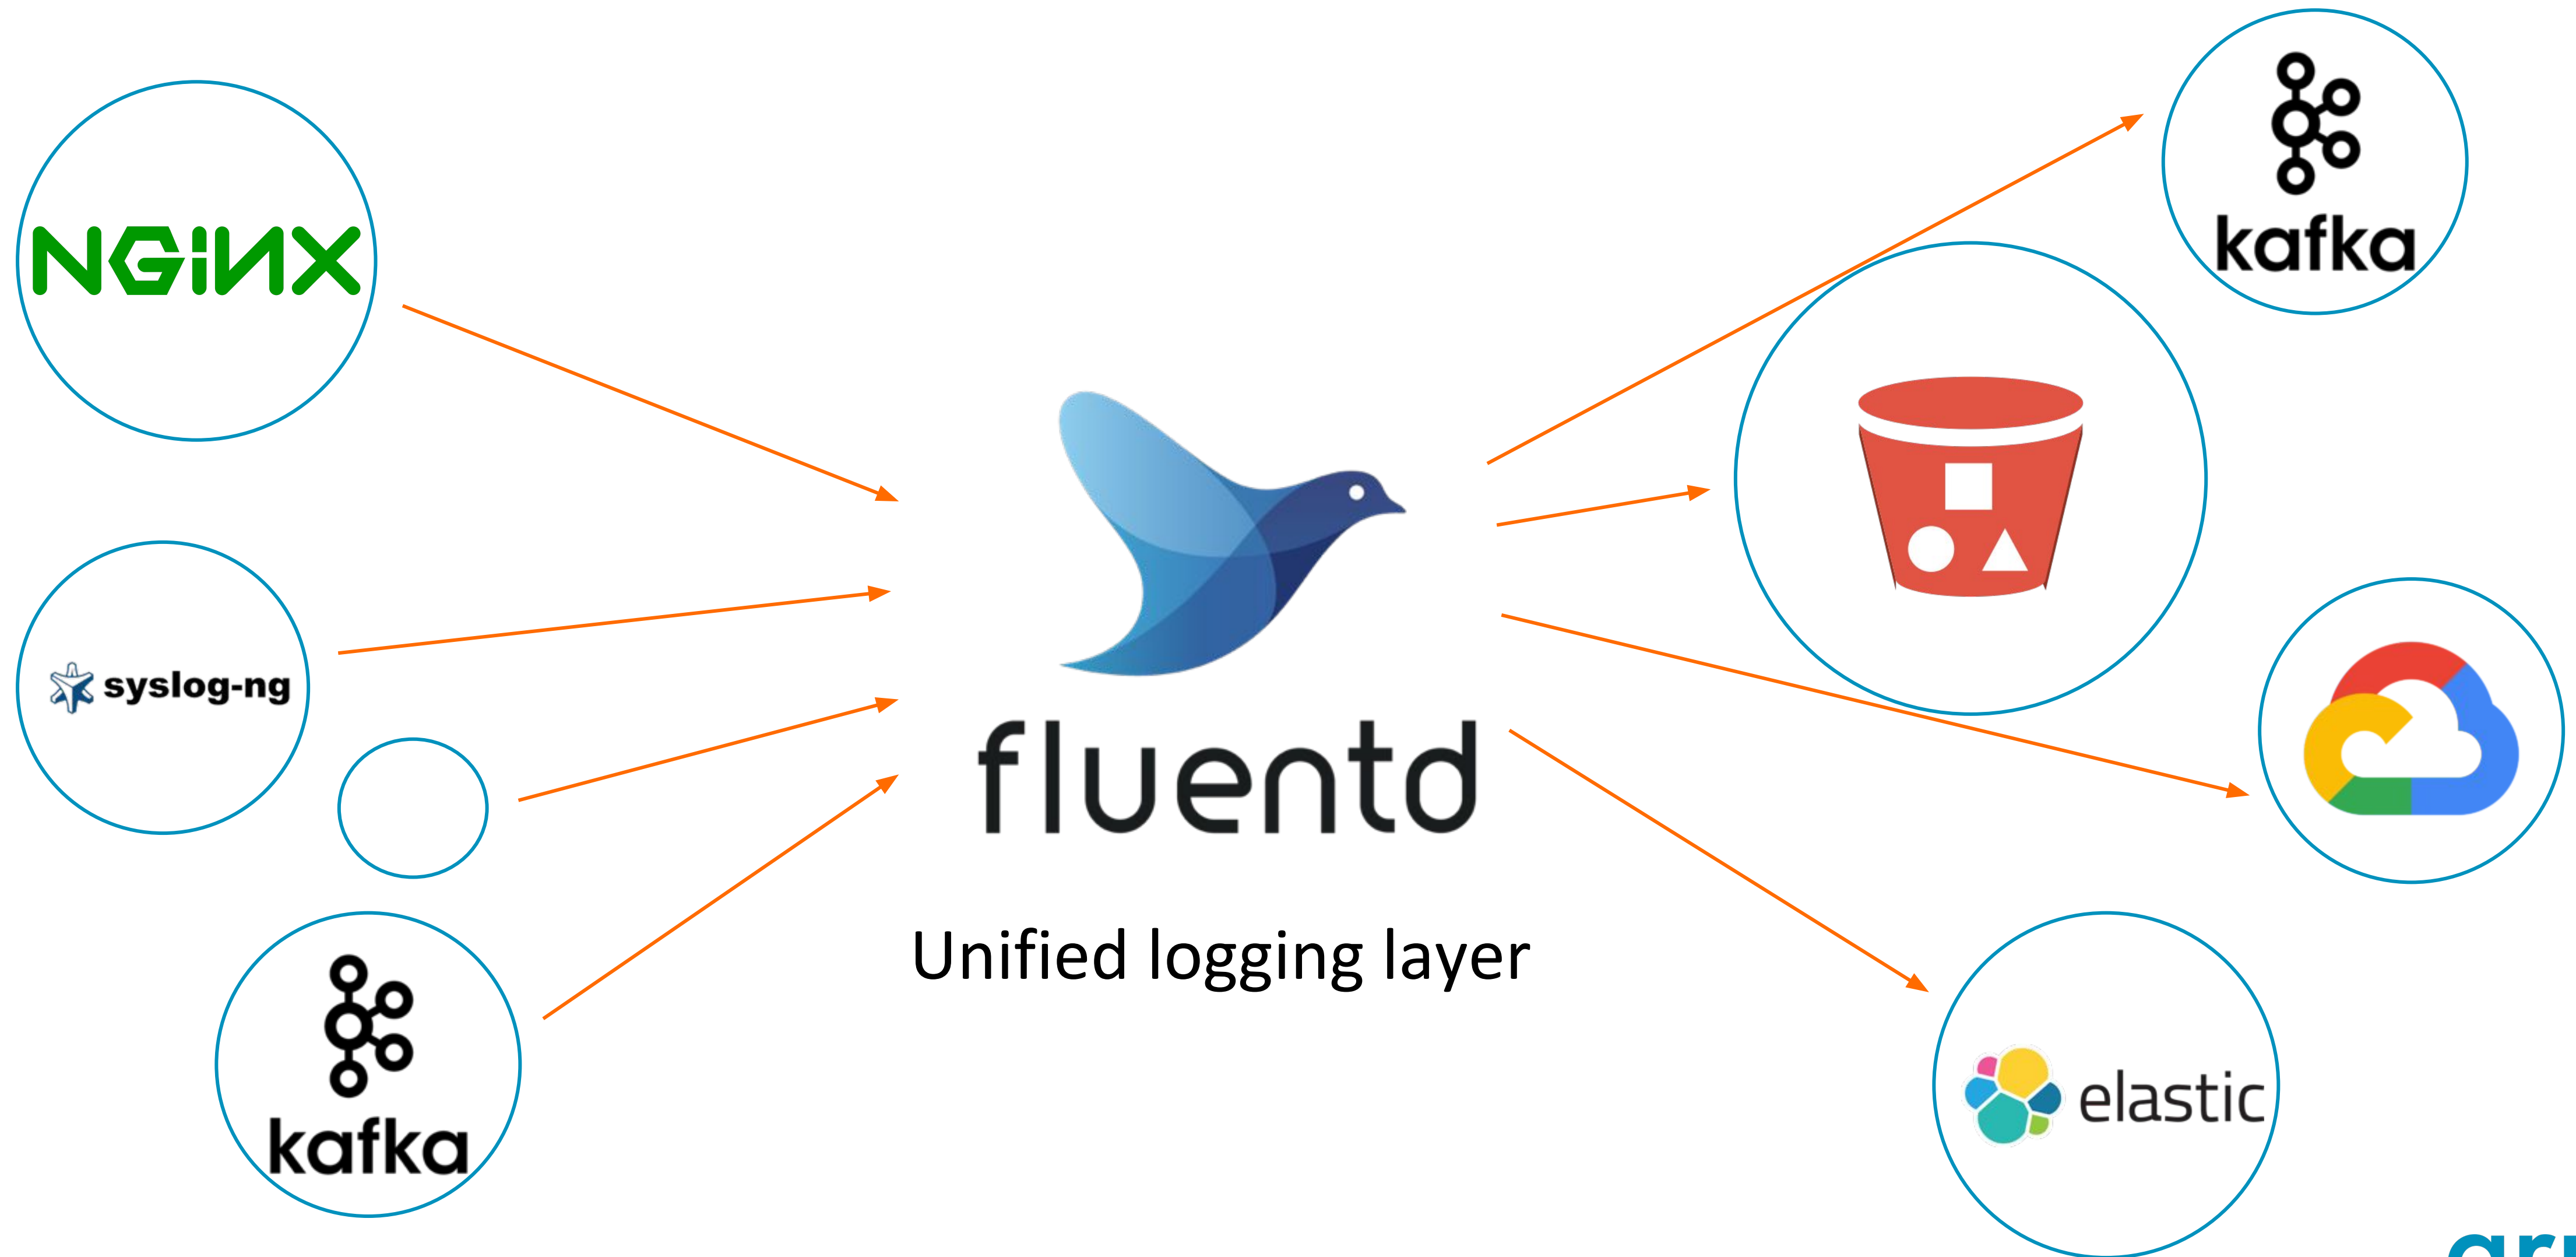 NGINX
syslog-ng
kafka
fluentd
Unified logging layer
kafka
elastic